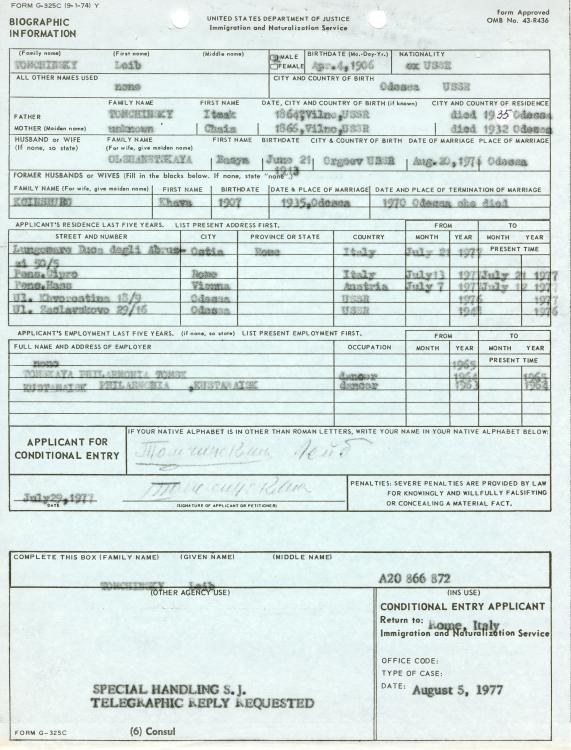 FORM G-325C (9-1-74) Y
Form Approved
OMB No. 43-R436
BIOGRAPHIC
INFORMATION
UNITED STATES DEPARTMENT OF JUSTICE
Immigration and Naturalization Service
(Family name) (First name) (Middle name) MALE FEMALE BIRTHDATE (Mo.-Day-Yr.) NATIONALITY
TOMCHINSKY Leib Apr.4,1906 ex USSR
ALL OTHER NAMES USED CITY AND COUNTRY OF BIRTH
none Odessa USSR
FAMILY NAME FIRST NAME DATE, CITY AND COUNTRY OF BIRTH (If known) CITY AND COUNTRY OF RESIDENCE
FATHER TOMCHINSKY Itsak 1864,Vilno,USSR died 1935 Odessa
MOTHER (Maiden name) unknown Chaia 1865,Vilno,USSR died 1932 Odessa
HUSBAND or WIFE (If none, so state) FAMILY NAME (For wife, give maiden name) FIRST NAME BIRTHDATE CITY & COUNTRY OF BIRTH DATE OF MARRIAGE PLACE OF MARRIAGE
OLSHANETSKAYA Basya June 21 1913 Orgeev USSR Aug.20,1974 Odessa
FORMER HUSBANDS OR WIVES (Fill in the blocks below. If none, state "none".)
FAMILY NAME (For wife, give maiden name) FIRST NAME BIRTHDATE DATE & PLACE OF MARRIAGE DATE AND PLACE OF TERMINATION OF MARRIAGE
Khava 1907 1935,Odessa 1970 Odessa she died
APPLICANT'S RESIDENCE LAST FIVE YEARS. LIST PRESENT ADDRESS FIRST. FROM TO
STREET AND NUMBER CITY PROVINCE OR STATE COUNTRY MONTH YEAR MONTH YEAR
Lungomare Duca degli Abruz- Ostia Rome Italy July 21 1977 PRESENT TIME
zi 50/5
Pens.Cipro Rome Italy July13 1977 July 21 1977
Pens.Bass Vienna Austria July 7 1977 July 12 1977
Ul. Khvorostina 18/9 Odessa USSR 1976 1977
Ul. Zaslavskovo 29/16 Odessa USSR 1976
APPLICANT'S EMPLOYMENT LAST FIVE YEARS. (If none, so state) LIST PRESENT EMPLOYMENT FIRST. FROM TO
FULL NAME AND ADDRESS OF EMPLOYER OCCUPATION MONTH YEAR MONTH YEAR
none 1965 PRESENT TIME
TOMSKAYA PHILARMONIA TOMSK dancer 1964 1965
KUSTANAISK PHILARMONIA ,KUSTANAISK dancer 1963 1964
APPLICANT FOR
CONDITIONAL ENTRY
IF YOUR NATIVE ALPHABET IS IN OTHER THAN ROMAN LETTERS, WRITE YOUR NAME IN YOUR NATIVE ALPHABET BELOW:
Томчинский Лейб
July29,1977
DATE
Томчинский
(SIGNATURE OF APPLICANT OR PETITIONER)
PENALTIES: SEVERE PENALTIES ARE PROVIDED BY LAW
FOR KNOWINGLY AND WILLFULLY FALSIFYING
OR CONCEALING A MATERIAL FACT.
COMPLETE THIS BOX (FAMILY NAME) (GIVEN NAME) (MIDDLE NAME)
TOMCHINSKY Leib
A20 866 872
(OTHER AGENCY USE)
(INS USE)
CONDITIONAL ENTRY APPLICANT
Return to: Rome, Italy
Immigration and Naturalization Service
OFFICE CODE:
TYPE OF CASE:
DATE: August 5, 1977
SPECIAL HANDLING S.J.
TELEGRAPHIC REPLY REQUESTED
FORM G-325C
(6) Consul